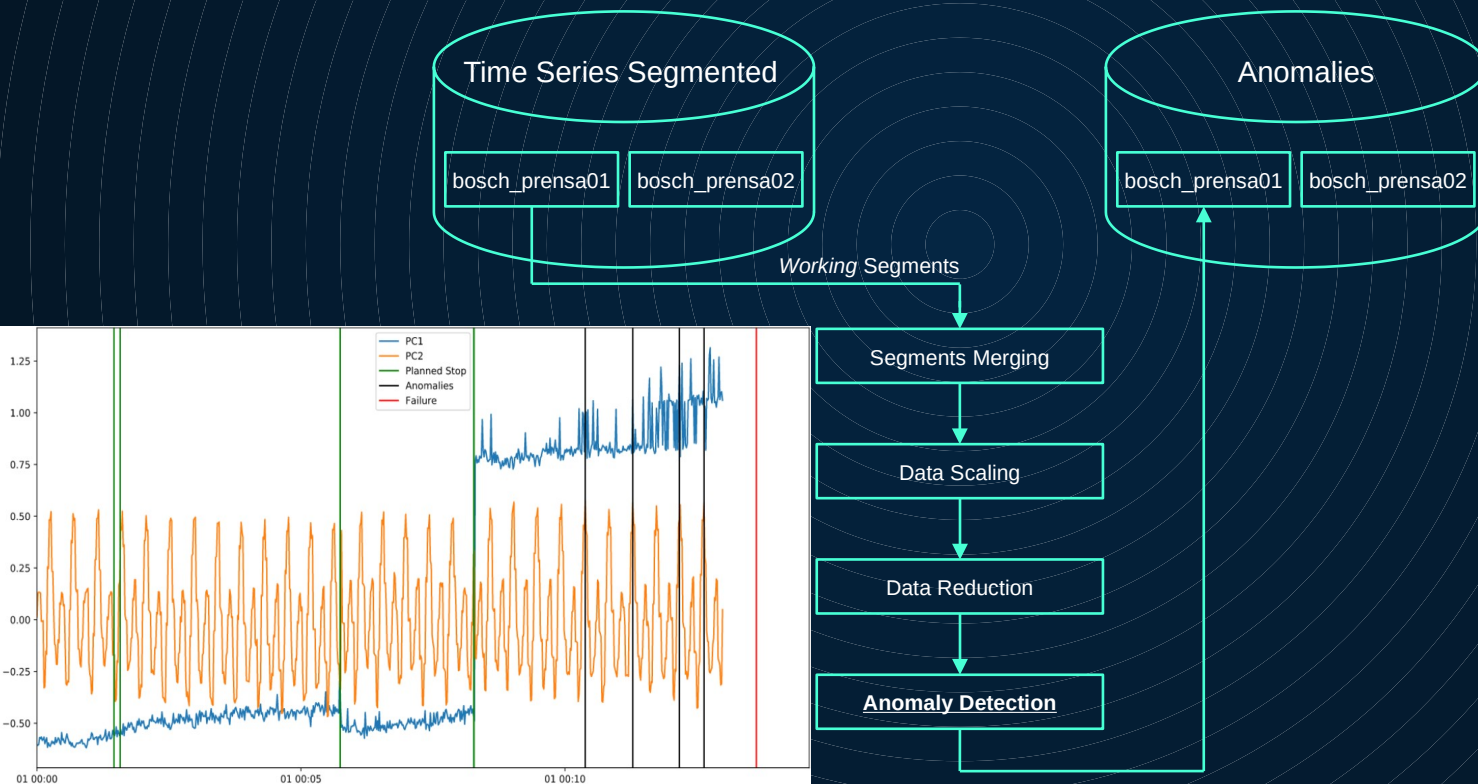 Time Series Segmented
Anomalies
bosch_prensa01
bosch_prensa02
bosch_prensa01
bosch_prensa02
Working Segments
Segments Merging
Data Scaling
Data Reduction
Anomaly Detection
PC1
PC2
Planned Stop
Anomalies
Failure
1.25
1.00
0.75
0.50
0.25
0.00
−0.25
−0.50
01 00:00
01 00:05
01 00:10